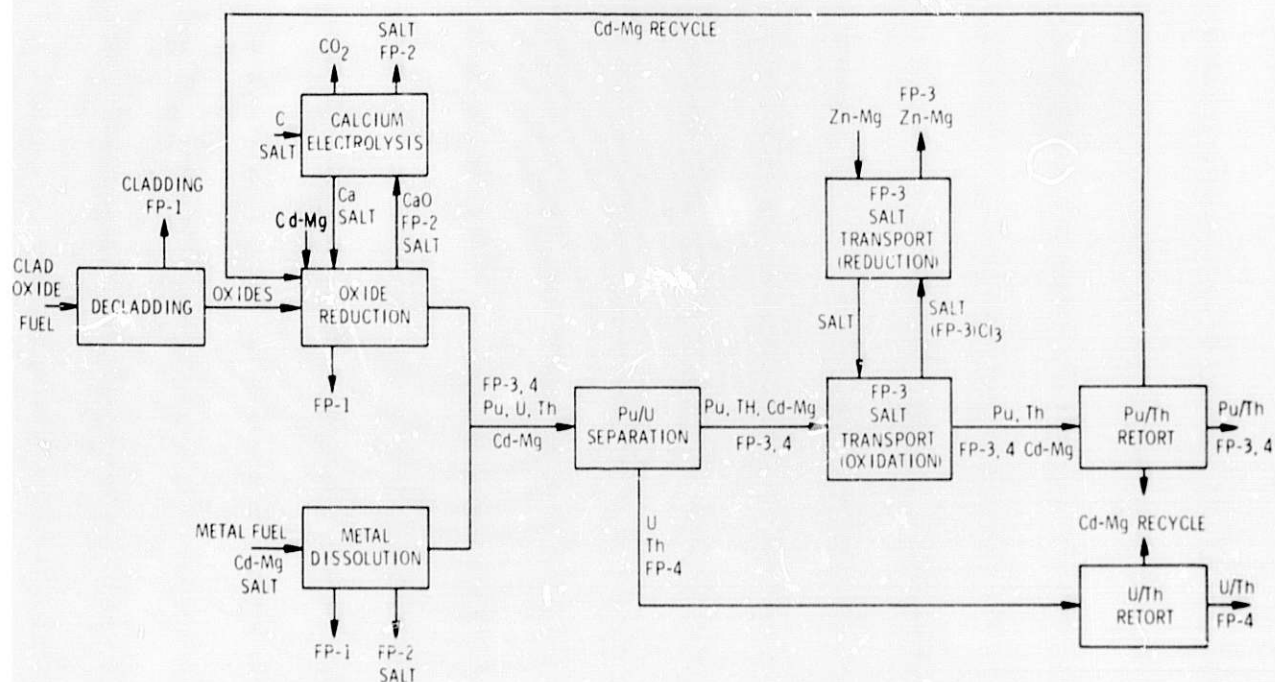 Cd-Mg RECYCLE
CO2
SALT
FP-2
C
SALT
CALCIUM
ELECTROLYSIS
Zn-Mg
FP-3
Zn-Mg
CLADDING
FP-1
Cd-Mg
Ca
SALT
CaO
FP-2
SALT
FP-3
SALT
TRANSPORT
(REDUCTION)
CLAD
OXIDE
FUEL
DECLADDING
OXIDES
OXIDE
REDUCTION
SALT
SALT
(FP-3)Cl3
FP-1
FP-3, 4
Pu, U, Th
Cd-Mg
Pu/U
SEPARATION
Pu, TH, Cd-Mg
FP-3, 4
FP-3
SALT
TRANSPORT
(OXIDATION)
Pu, Th
FP-3, 4 Cd-Mg
Pu/Th
RETORT
Pu/Th
FP-3, 4
METAL FUEL
Cd-Mg
SALT
METAL
DISSOLUTION
U
Th
FP-4
Cd-Mg RECYCLE
U/Th
RETORT
U/Th
FP-4
FP-1
FP-2
SALT